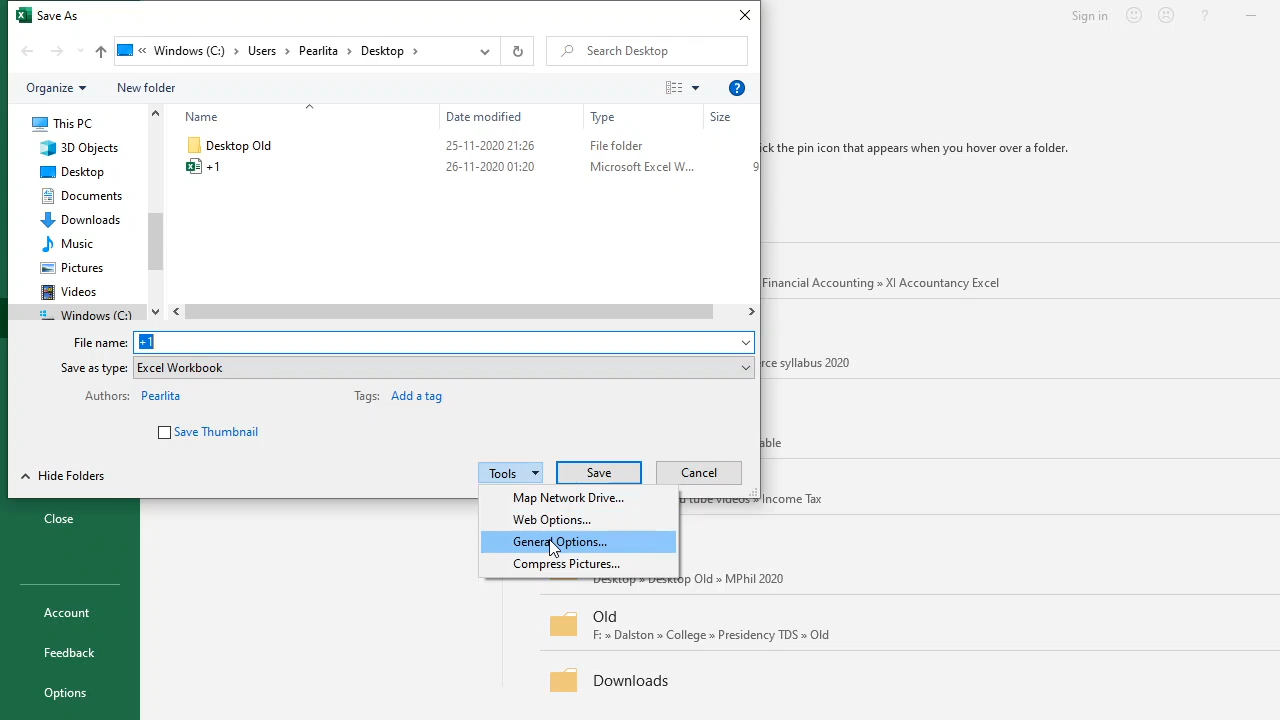 Save As
Sign in
Windows (C:) Users Pearlita Desktop
Search Desktop
Organize New folder
This PC
3D Objects
Desktop
Documents
Downloads
Music
Pictures
Videos
Windows (C:)
Name Date modified Type Size
Desktop Old 25-11-2020 21:26 File folder
+1 26-11-2020 01:20 Microsoft Excel W... 9
ick the pin icon that appears when you hover over a folder.
Financial Accounting » XI Accountancy Excel
File name: +1
Save as type: Excel Workbook
rce syllabus 2020
Authors: Pearlita Tags: Add a tag
Save Thumbnail
able
Hide Folders
Tools Save Cancel
Map Network Drive...
Web Options...
General Options...
Compress Pictures...
u tube videos » Income Tax
Desktop » Desktop Old » MPhil 2020
Old
F: » Dalston » College » Presidency TDS » Old
Downloads
Close
Account
Feedback
Options